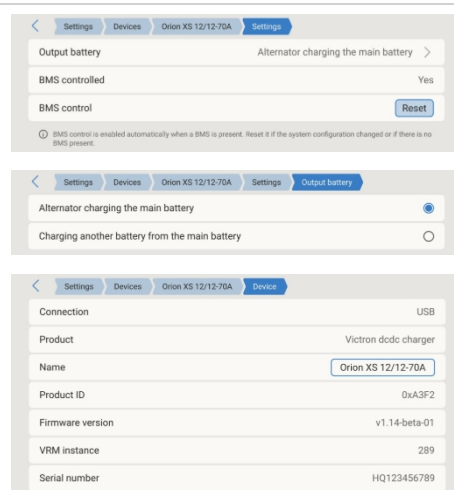 Settings Devices Orion XS 12/12-70A Settings
Output battery Alternator charging the main battery
BMS controlled Yes
BMS control Reset
BMS control is enabled automatically when a BMS is present. Reset it if the system configuration changed or if there is no
BMS present.
Settings Devices Orion XS 12/12-70A Settings Output battery
Alternator charging the main battery
Charging another battery from the main battery
Settings Devices Orion XS 12/12-70A Device
Connection USB
Product Victron dcdc charger
Name Orion XS 12/12-70A
Product ID 0xA3F2
Firmware version v1.14-beta-01
VRM instance 289
Serial number HQ123456789